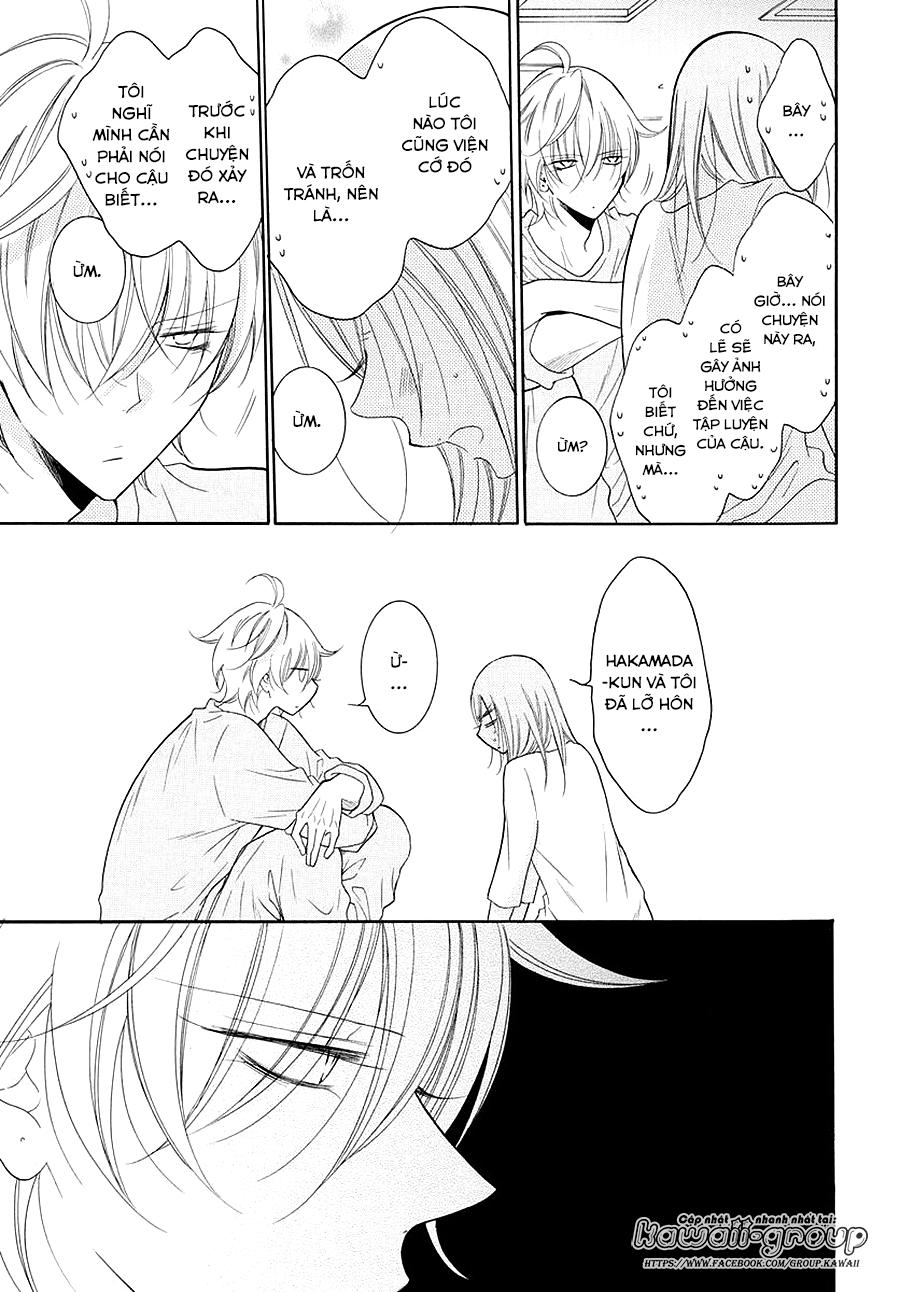 BÂY
...
BÂY
GIỜ... NÓI
CHUYỆN
NÀY RA,
CÓ
LẼ SẼ
GÂY ẢNH
HƯỞNG
ĐẾN VIỆC
TẬP LUYỆN
CỦA CẬU.
TÔI
BIẾT
CHỨ,
NHƯNG
MÀ...
ỪM?
LÚC
NÀO TÔI
CŨNG VIỆN
CỚ ĐÓ
VÀ TRỐN
TRÁNH, NÊN
LÀ...
ỪM.
TRƯỚC
KHI
CHUYỆN
ĐÓ XẢY
RA...
TÔI
NGHĨ
MÌNH CẦN
PHẢI NÓI
CHO CẬU
BIẾT...
ỪM.
HAKAMADA
-KUN VÀ TÔI
ĐÃ LỠ HÔN
...
Ừ-
...
Cập nhật nhanh nhất tại:
kawaii-group
HTTPS://WWW.FACEBOOK.COM/GROUP.KAWAII